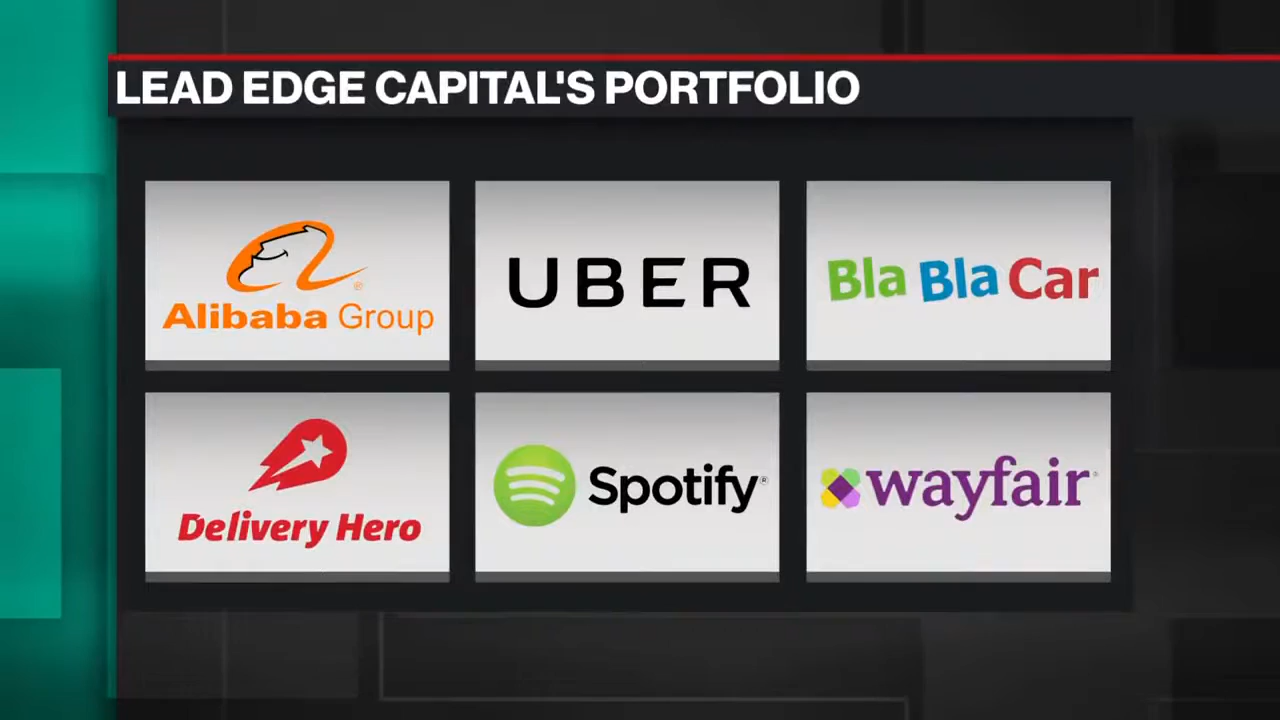 LEAD EDGE CAPITAL'S PORTFOLIO
Alibaba Group
UBER
Bla Bla Car
Delivery Hero
Spotify®
wayfair